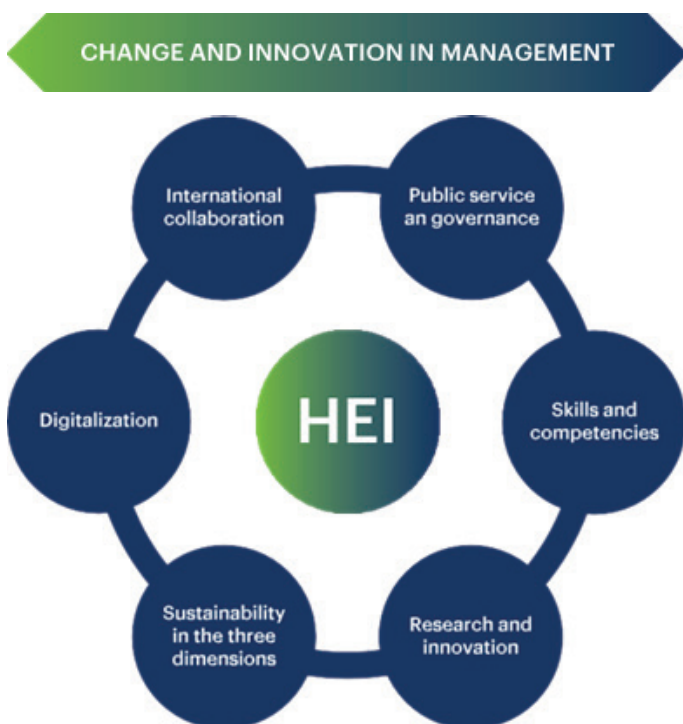 CHANGE AND INNOVATION IN MANAGEMENT
International
collaboration
Public service
an governance
Digitalization
HEI
Skills and
competencies
Sustainability
in the three
dimensions
Research and
innovation